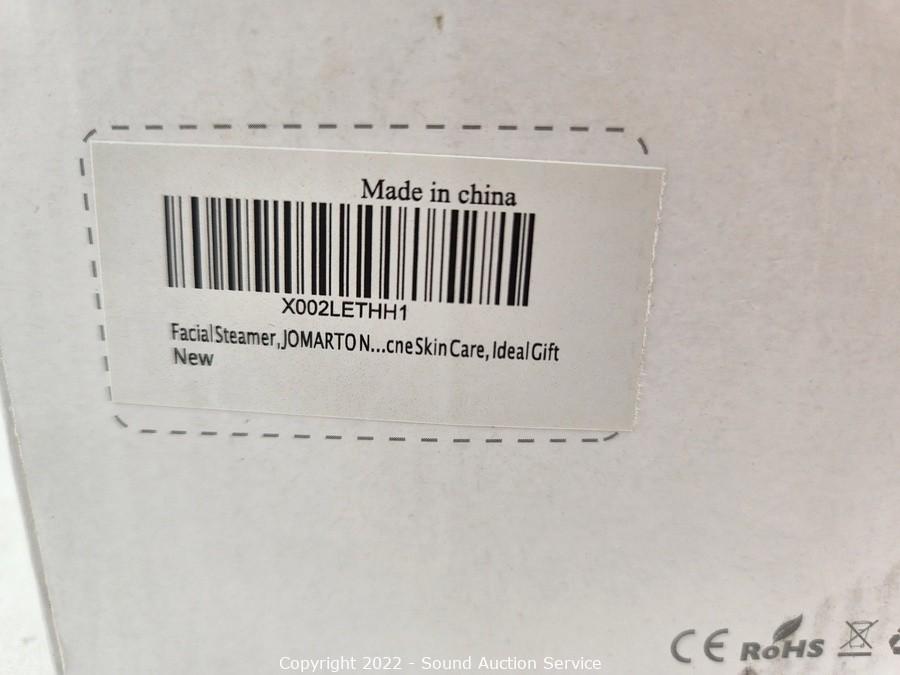 Made in china
X002LETHH1
Facial Steamer,JOMARTO N...cne Skin Care, Ideal Gift
New
CE RoHS
Copyright 2022 - Sound Auction Service